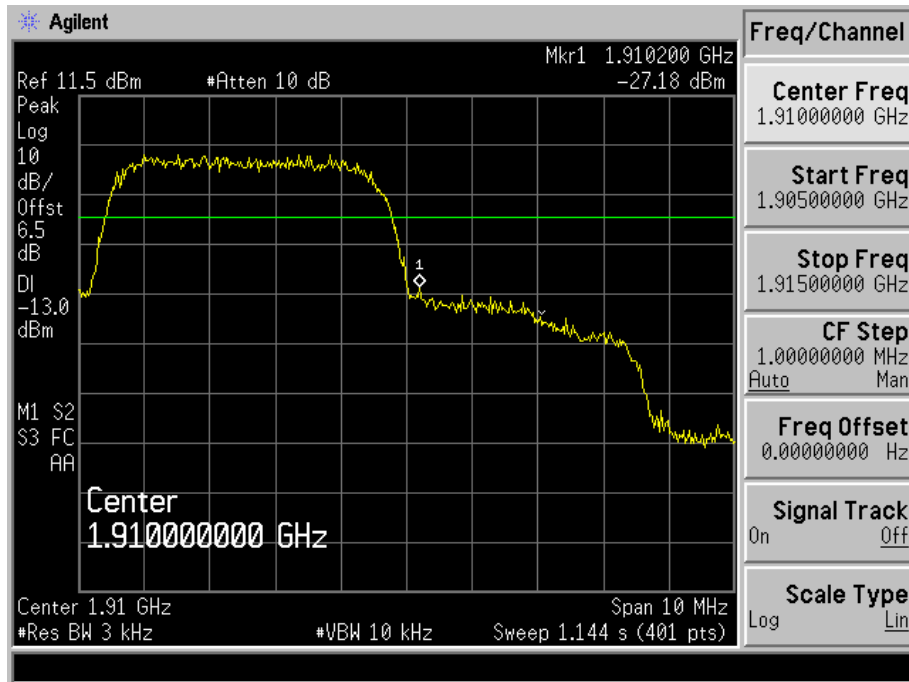 Agilent
Mkr1 1.910200 GHz
Ref 11.5 dBm #Atten 10 dB -27.18 dBm
Peak
Log
10
dB/
Offst
6.5
dB
DI
-13.0
dBm
M1 S2
S3 FC
AA
1
Center
1.910000000 GHz
Center 1.91 GHz Span 10 MHz
#Res BW 3 kHz #VBW 10 kHz Sweep 1.144 s (401 pts)
Freq/Channel
Center Freq
1.91000000 GHz
Start Freq
1.90500000 GHz
Stop Freq
1.91500000 GHz
CF Step
1.00000000 MHz
Auto Man
Freq Offset
0.00000000 Hz
Signal Track
On Off
Scale Type
Log Lin